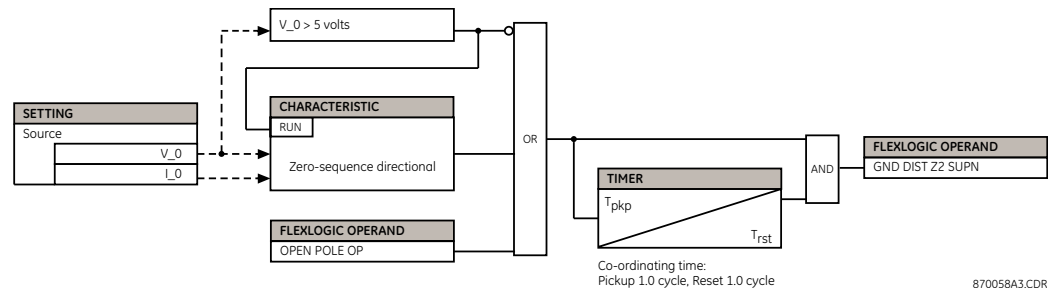 V_0 > 5 volts
SETTING
Source
V_0
I_0
CHARACTERISTIC
RUN
Zero-sequence directional
FLEXLOGIC OPERAND
OPEN POLE OP
OR
TIMER
Tpkp
Trst
Co-ordinating time:
Pickup 1.0 cycle, Reset 1.0 cycle
AND
FLEXLOGIC OPERAND
GND DIST Z2 SUPN
870058A3.CDR